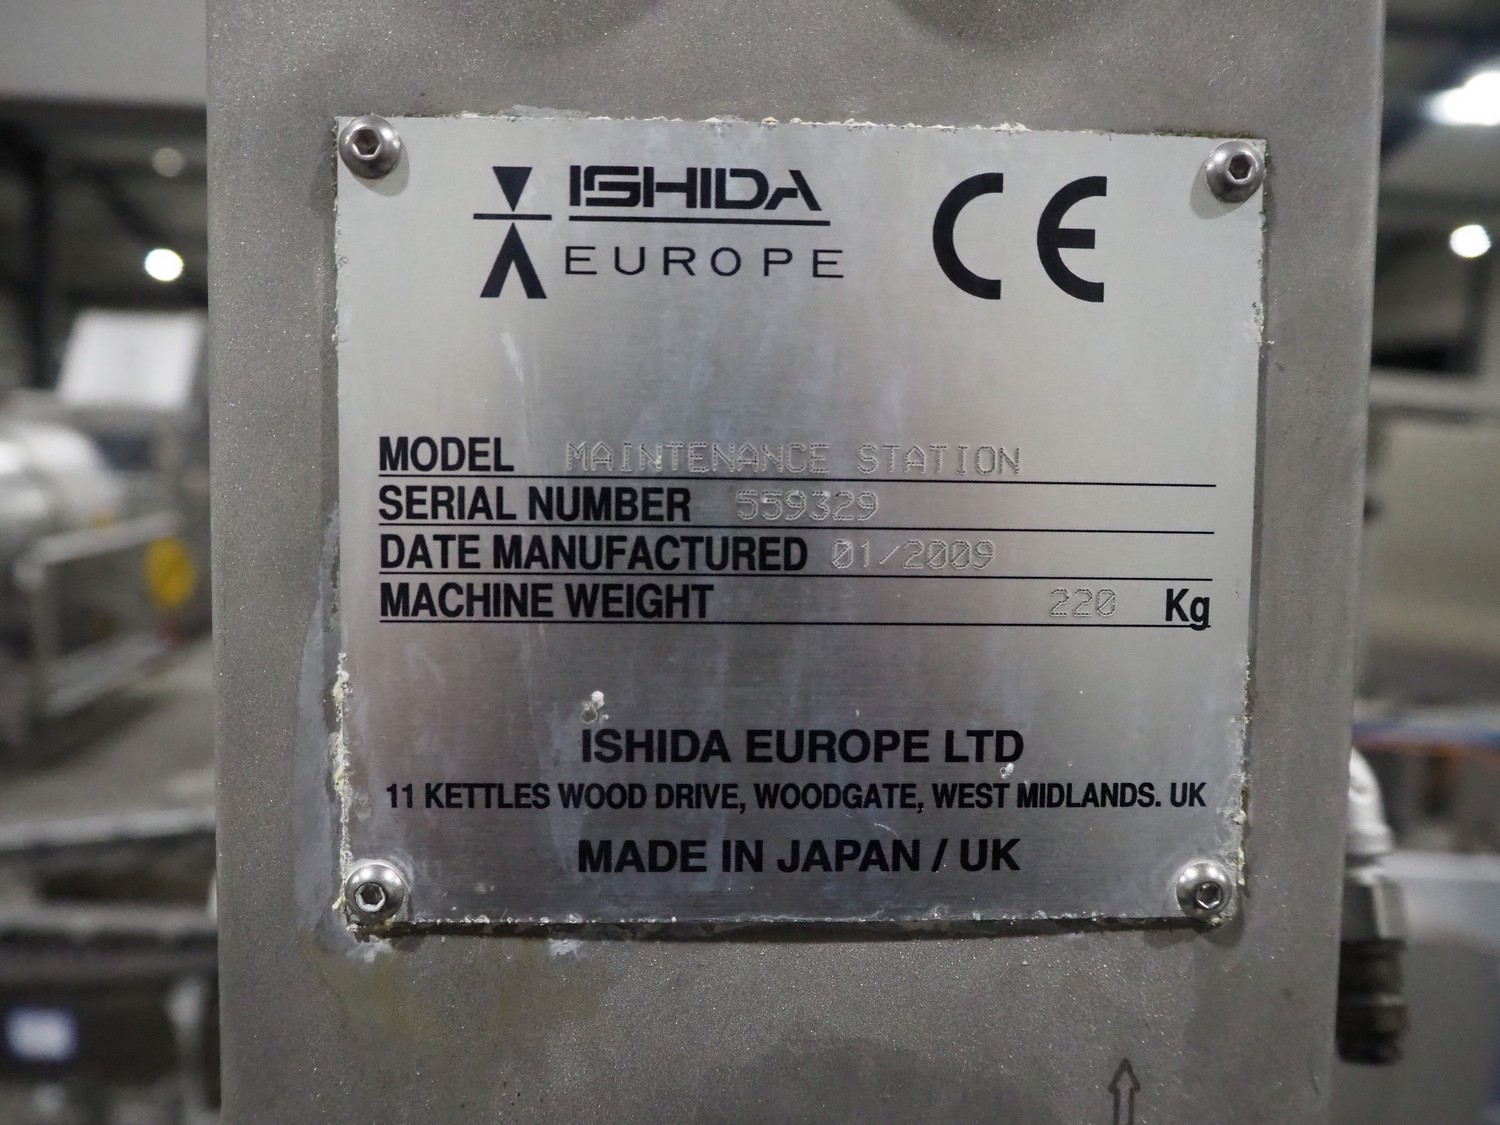 ISHIDA
EUROPE
CE
MODEL MAINTENANCE STATION
SERIAL NUMBER 559329
DATE MANUFACTURED 01/2009
MACHINE WEIGHT 220 Kg
ISHIDA EUROPE LTD
11 KETTLES WOOD DRIVE, WOODGATE, WEST MIDLANDS. UK
MADE IN JAPAN / UK